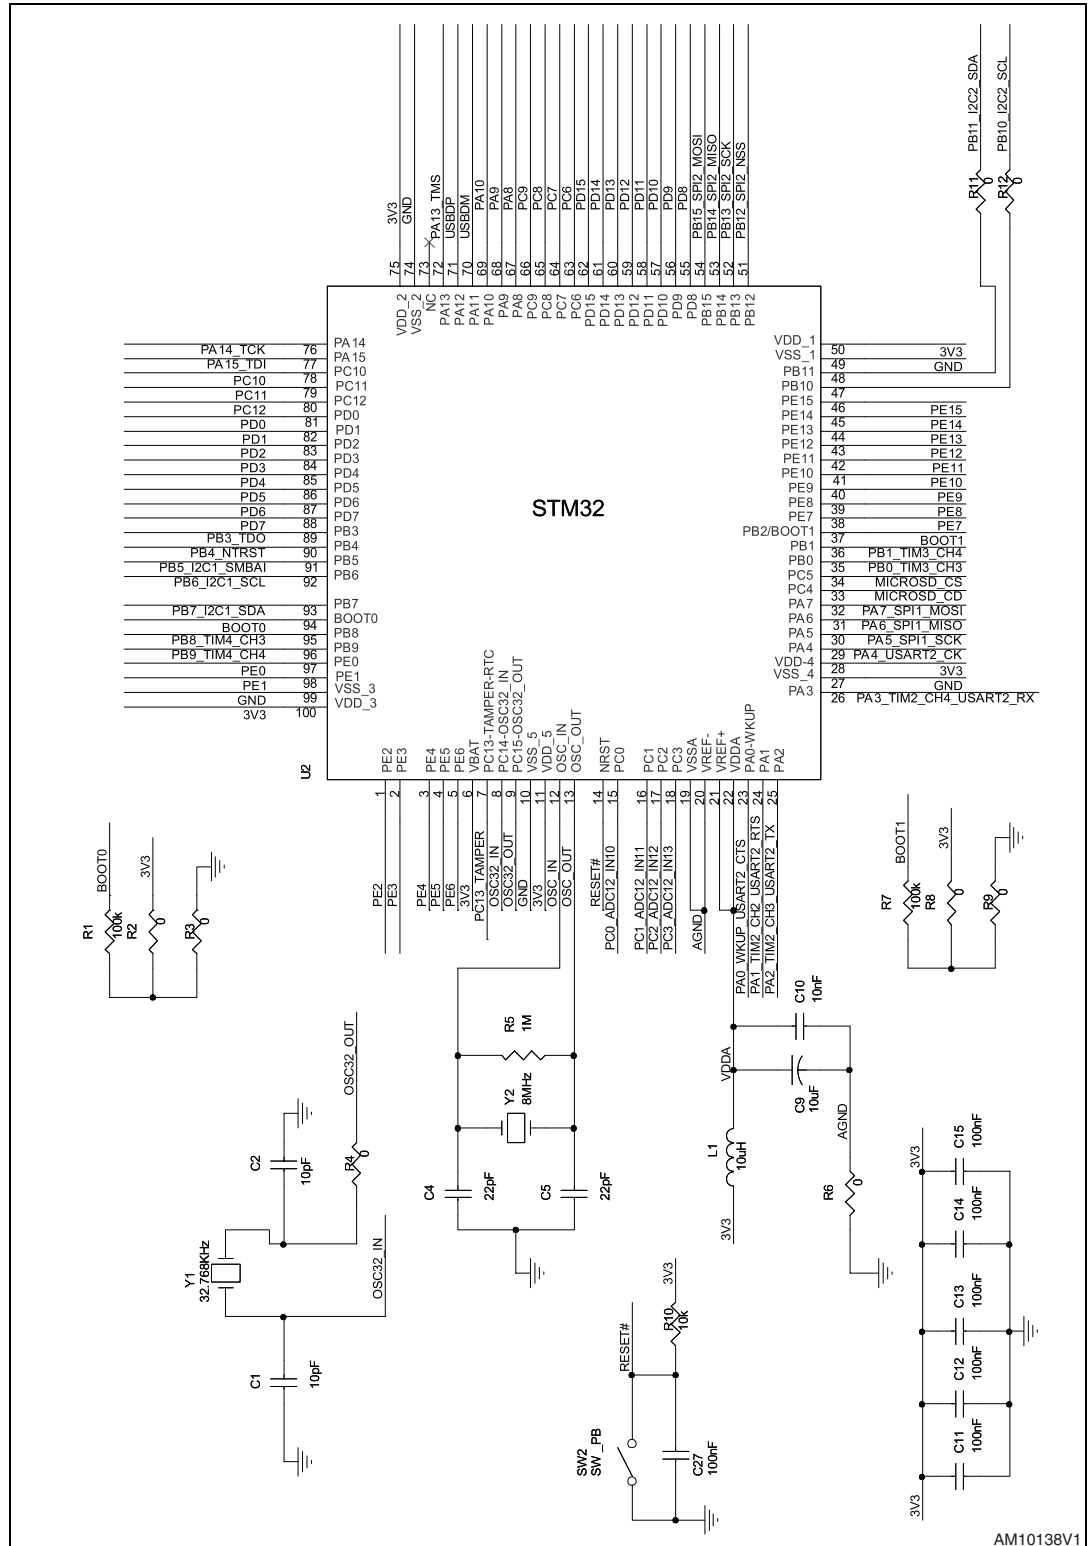 3V3
GND
PA13_TMS
USBDP
USBDM
PA10
PA9
PA8
PC9
PC8
PC7
PC6
PD15
PD14
PD13
PD12
PD11
PD10
PD9
PD8
PB15_SPI2_MOSI
PB14_SPI2_MISO
PB13_SPI2_SCK
PB12_SPI2_NSS
PB11_I2C2_SDA
PB10_I2C2_SCL
R11
0
R12
0
75
74
73
72
71
70
69
68
67
66
65
64
63
62
61
60
59
58
57
56
55
54
53
52
51
VDD_2
VSS_2
NC
PA13
PA12
PA11
PA10
PA9
PA8
PC9
PC8
PC7
PC6
PD15
PD14
PD13
PD12
PD11
PD10
PD9
PD8
PB15
PB14
PB13
PB12
PA14_TCK 76 PA14
PA15_TDI 77 PA15
PC10 78 PC10
PC11 79 PC11
PC12 80 PC12
PD0 81 PD0
PD1 82 PD1
PD2 83 PD2
PD3 84 PD3
PD4 85 PD4
PD5 86 PD5
PD6 87 PD6
PD7 88 PD7
PB3_TDO 89 PB3
PB4_NTRST 90 PB4
PB5_I2C1_SMBAI 91 PB5
PB6_I2C1_SCL 92 PB6
PB7_I2C1_SDA 93 PB7
BOOT0 94 BOOT0
PB8_TIM4_CH3 95 PB8
PB9_TIM4_CH4 96 PB9
PE0 97 PE0
PE1 98 PE1
GND 99 VSS_3
3V3 100 VDD_3
STM32
VDD_1 50 3V3
VSS_1 49 GND
PB11 48
PB10 47
PE15 46 PE15
PE14 45 PE14
PE13 44 PE13
PE12 43 PE12
PE11 42 PE11
PE10 41 PE10
PE9 40 PE9
PE8 39 PE8
PE7 38 PE7
PB2/BOOT1 37 BOOT1
PB1 36 PB1_TIM3_CH4
PB0 35 PB0_TIM3_CH3
PC5 34 MICROSD_CS
PC4 33 MICROSD_CD
PA7 32 PA7_SPI1_MOSI
PA6 31 PA6_SPI1_MISO
PA5 30 PA5_SPI1_SCK
PA4 29 PA4_USART2_CK
VDD-4 28 3V3
VSS_4 27 GND
PA3 26 PA3_TIM2_CH4_USART2_RX
U2
PE2
PE3
PE4
PE5
PE6
VBAT
PC13-TAMPER-RTC
PC14-OSC32_IN
PC15-OSC32_OUT
VSS_5
VDD_5
OSC_IN
OSC_OUT
NRST
PC0
PC1
PC2
PC3
VSSA
VREF-
VREF+
VDDA
PA0-WKUP
PA1
PA2
1
2
3
4
5
6
7
8
9
10
11
12
13
14
15
16
17
18
19
20
21
22
23
24
25
PE2
PE3
PE4
PE5
PE6
3V3
PC13_TAMPER
OSC32_IN
OSC32_OUT
GND
3V3
OSC_IN
OSC_OUT
RESET#
PC0_ADC12_IN10
PC1_ADC12_IN11
PC2_ADC12_IN12
PC3_ADC12_IN13
AGND
PA0_WKUP_USART2_CTS
PA1_TIM2_CH2_USART2_RTS
PA2_TIM2_CH3_USART2_TX
BOOT0
3V3
R1
100k
R2
0
R3
0
BOOT1
3V3
R7
100k
R8
0
R9
0
R5
1M
Y2
8MHz
C4
22pF
C5
22pF
OSC32_OUT
C2
10pF
R4
0
Y1
32.768KHz
OSC32_IN
C1
10pF
C10
10nF
VDDA
C9
10uF
AGND
L1
10uH
3V3
R6
0
RESET#
3V3
R10
10k
SW2
SW_PB
C27
100nF
3V3
C15
100nF
C14
100nF
C13
100nF
C12
100nF
C11
100nF
3V3
AM10138V1